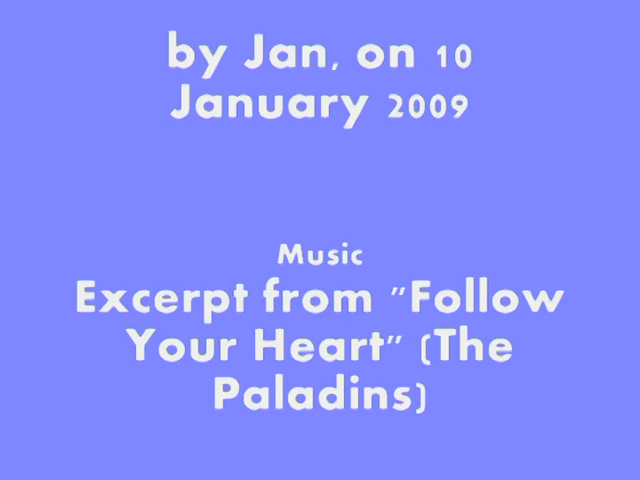 by Jan, on 10
January 2009
Music
Excerpt from "Follow
Your Heart" (The
Paladins)